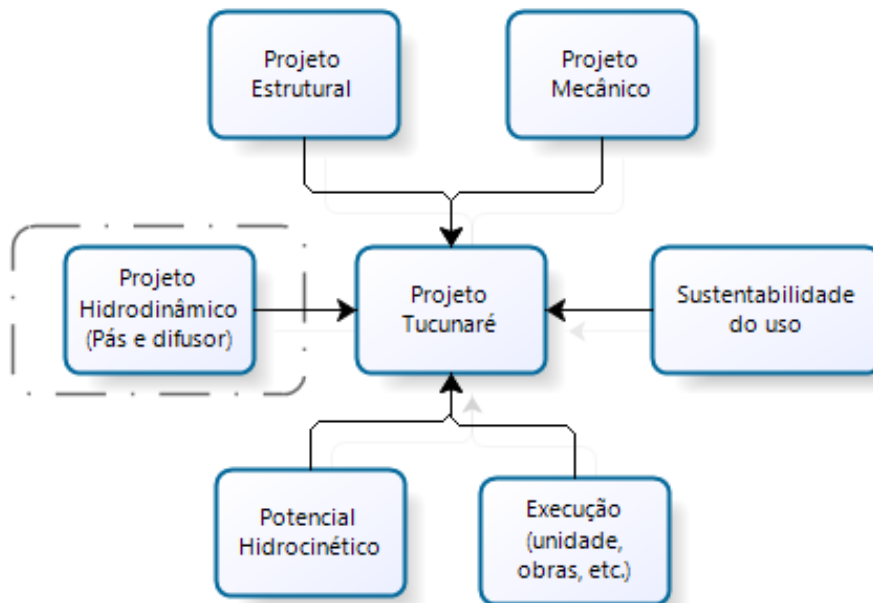 Projeto
Estrutural
Projeto
Mecânico
Projeto
Hidrodinâmico
(Pás e difusor)
Projeto
Tucunaré
Sustentabilidade
do uso
Potencial
Hidrocinético
Execução
(unidade,
obras, etc.)